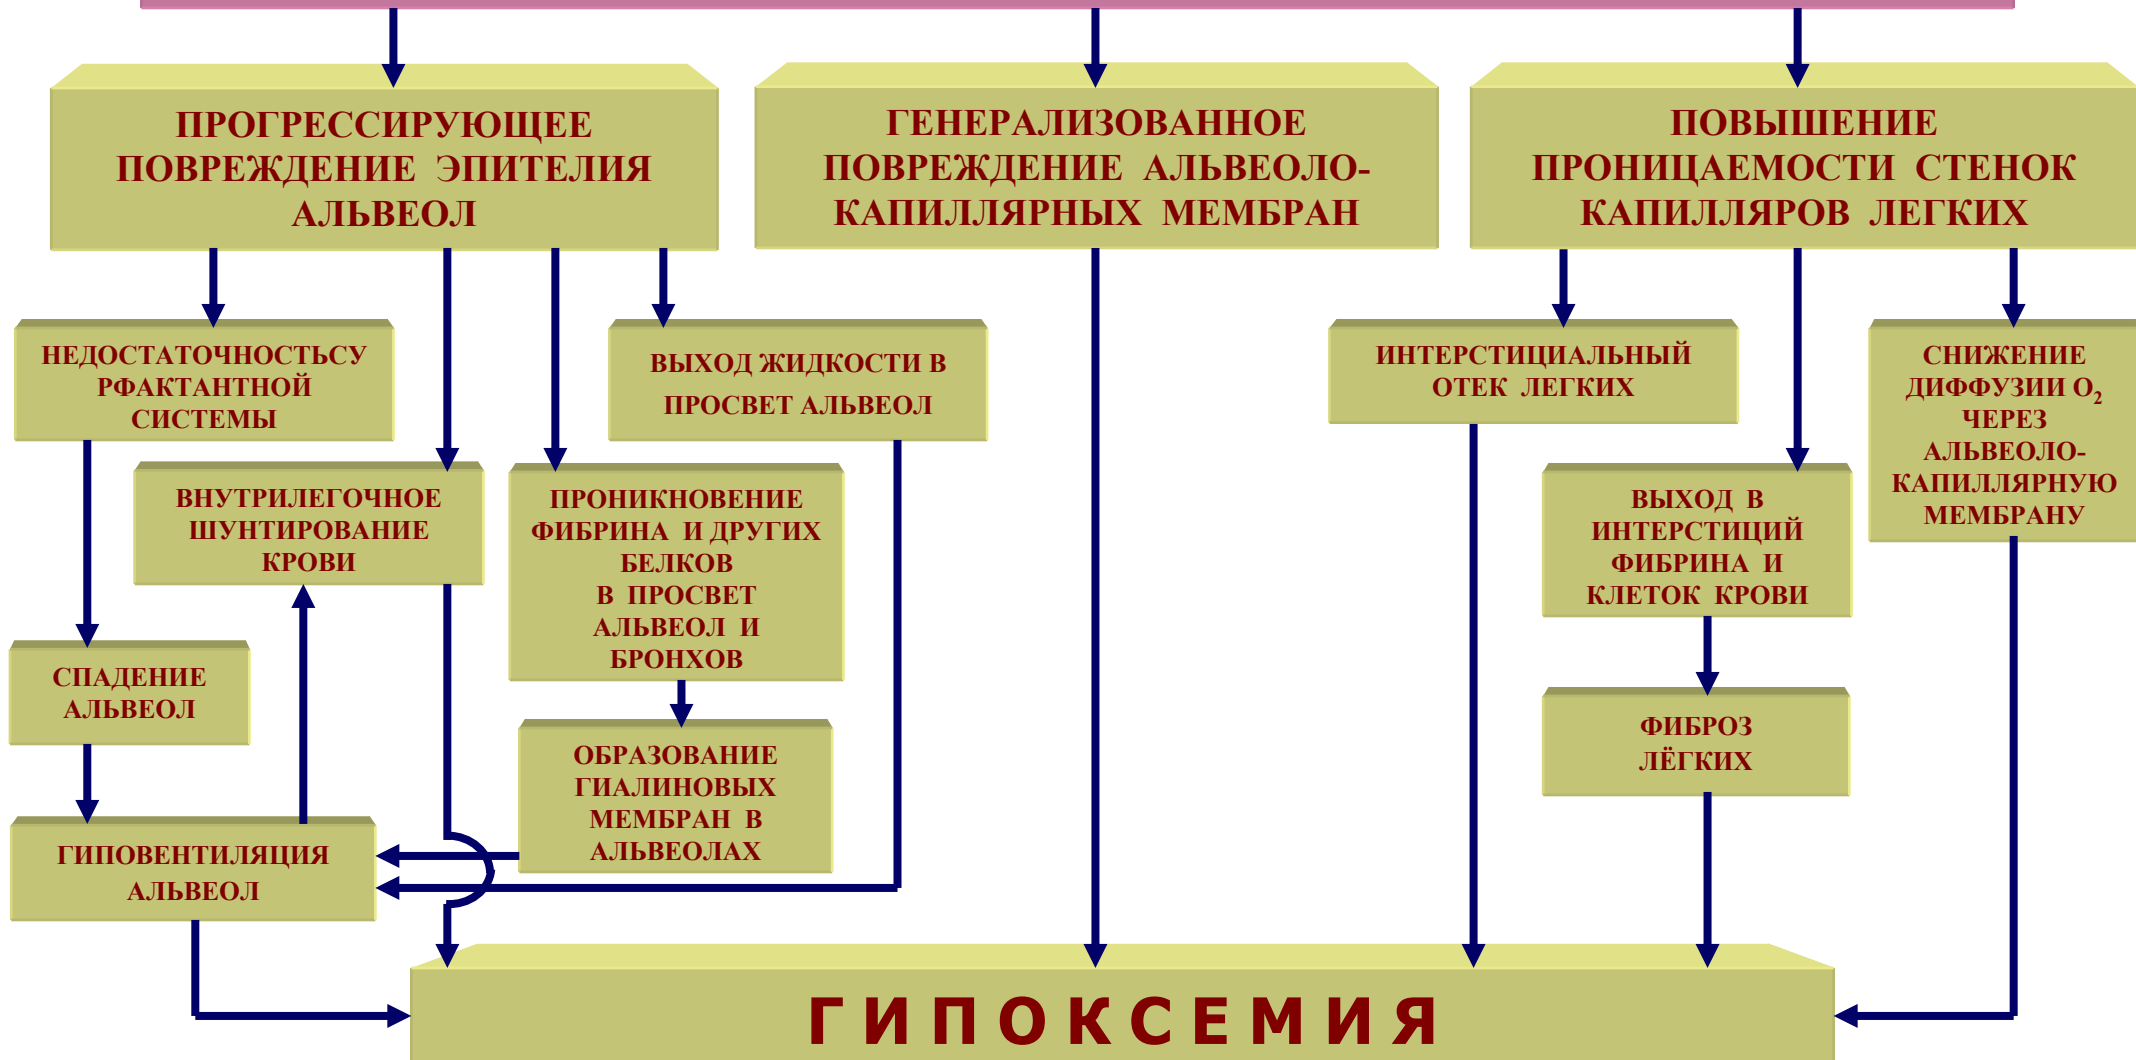 ПРОГРЕССИРУЮЩЕЕ
ПОВРЕЖДЕНИЕ ЭПИТЕЛИЯ
АЛЬВЕОЛ
ГЕНЕРАЛИЗОВАННОЕ
ПОВРЕЖДЕНИЕ АЛЬВЕОЛО-
КАПИЛЛЯРНЫХ МЕМБРАН
ПОВЫШЕНИЕ
ПРОНИЦАЕМОСТИ СТЕНОК
КАПИЛЛЯРОВ ЛЕГКИХ
НЕДОСТАТОЧНОСТЬСУ
РФАКТАНТНОЙ
СИСТЕМЫ
ВЫХОД ЖИДКОСТИ В
ПРОСВЕТ АЛЬВЕОЛ
ИНТЕРСТИЦИАЛЬНЫЙ
ОТЕК ЛЕГКИХ
СНИЖЕНИЕ
ДИФФУЗИИ О₂
ЧЕРЕЗ
АЛЬВЕОЛО-
КАПИЛЛЯРНУЮ
МЕМБРАНУ
ВНУТРИЛЕГОЧНОЕ
ШУНТИРОВАНИЕ
КРОВИ
ПРОНИКНОВЕНИЕ
ФИБРИНА И ДРУГИХ
БЕЛКОВ
В ПРОСВЕТ
АЛЬВЕОЛ И
БРОНХОВ
ВЫХОД В
ИНТЕРСТИЦИЙ
ФИБРИНА И
КЛЕТОК КРОВИ
СПАДЕНИЕ
АЛЬВЕОЛ
ОБРАЗОВАНИЕ
ГИАЛИНОВЫХ
МЕМБРАН В
АЛЬВЕОЛАХ
ФИБРОЗ
ЛЁГКИХ
ГИПОВЕНТИЛЯЦИЯ
АЛЬВЕОЛ
ГИПОКСЕМИЯ